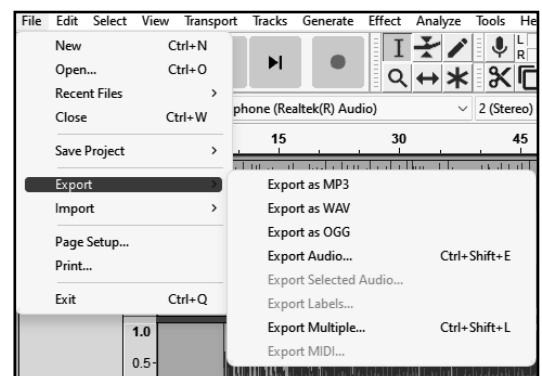 File Edit Select View Transport Tracks Generate Effect Analyze Tools He
New Ctrl+N
Open... Ctrl+O
Recent Files >
Close Ctrl+W
Save Project >
Export >
Import >
Page Setup...
Print...
Exit Ctrl+Q
L
R
phone (Realtek(R) Audio) 2 (Stereo)
15 30 45
Export as MP3
Export as WAV
Export as OGG
Export Audio... Ctrl+Shift+E
Export Selected Audio...
Export Labels...
Export Multiple... Ctrl+Shift+L
Export MIDI...
1.0
0.5-